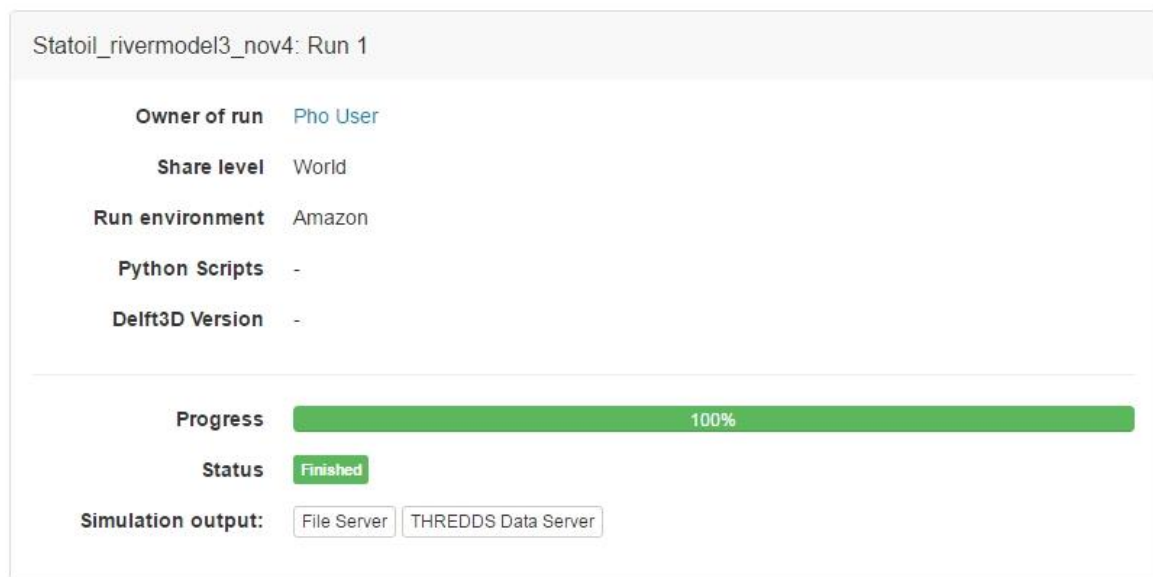 Statoil_rivermodel3_nov4: Run 1
Owner of run Pho User
Share level World
Run environment Amazon
Python Scripts -
Delft3D Version -
Progress 100%
Status Finished
Simulation output: File Server THREDDS Data Server